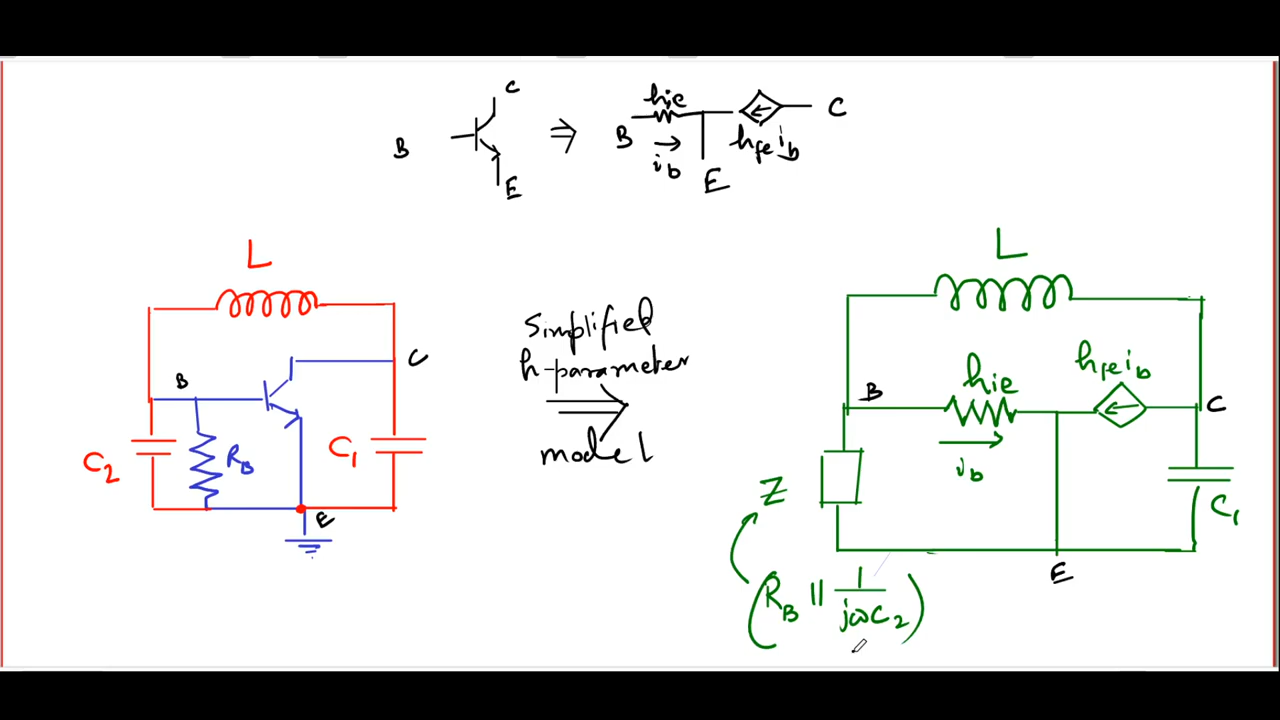 C
B
E
⇒
hie
B
ib
E
hfe ib
C
L
B
C
C2
RB
C1
E
Simplified
h-parameter
model
L
B
hie
hfe ib
C
ib
Z
C1
E
(RB || 1/jωC2)